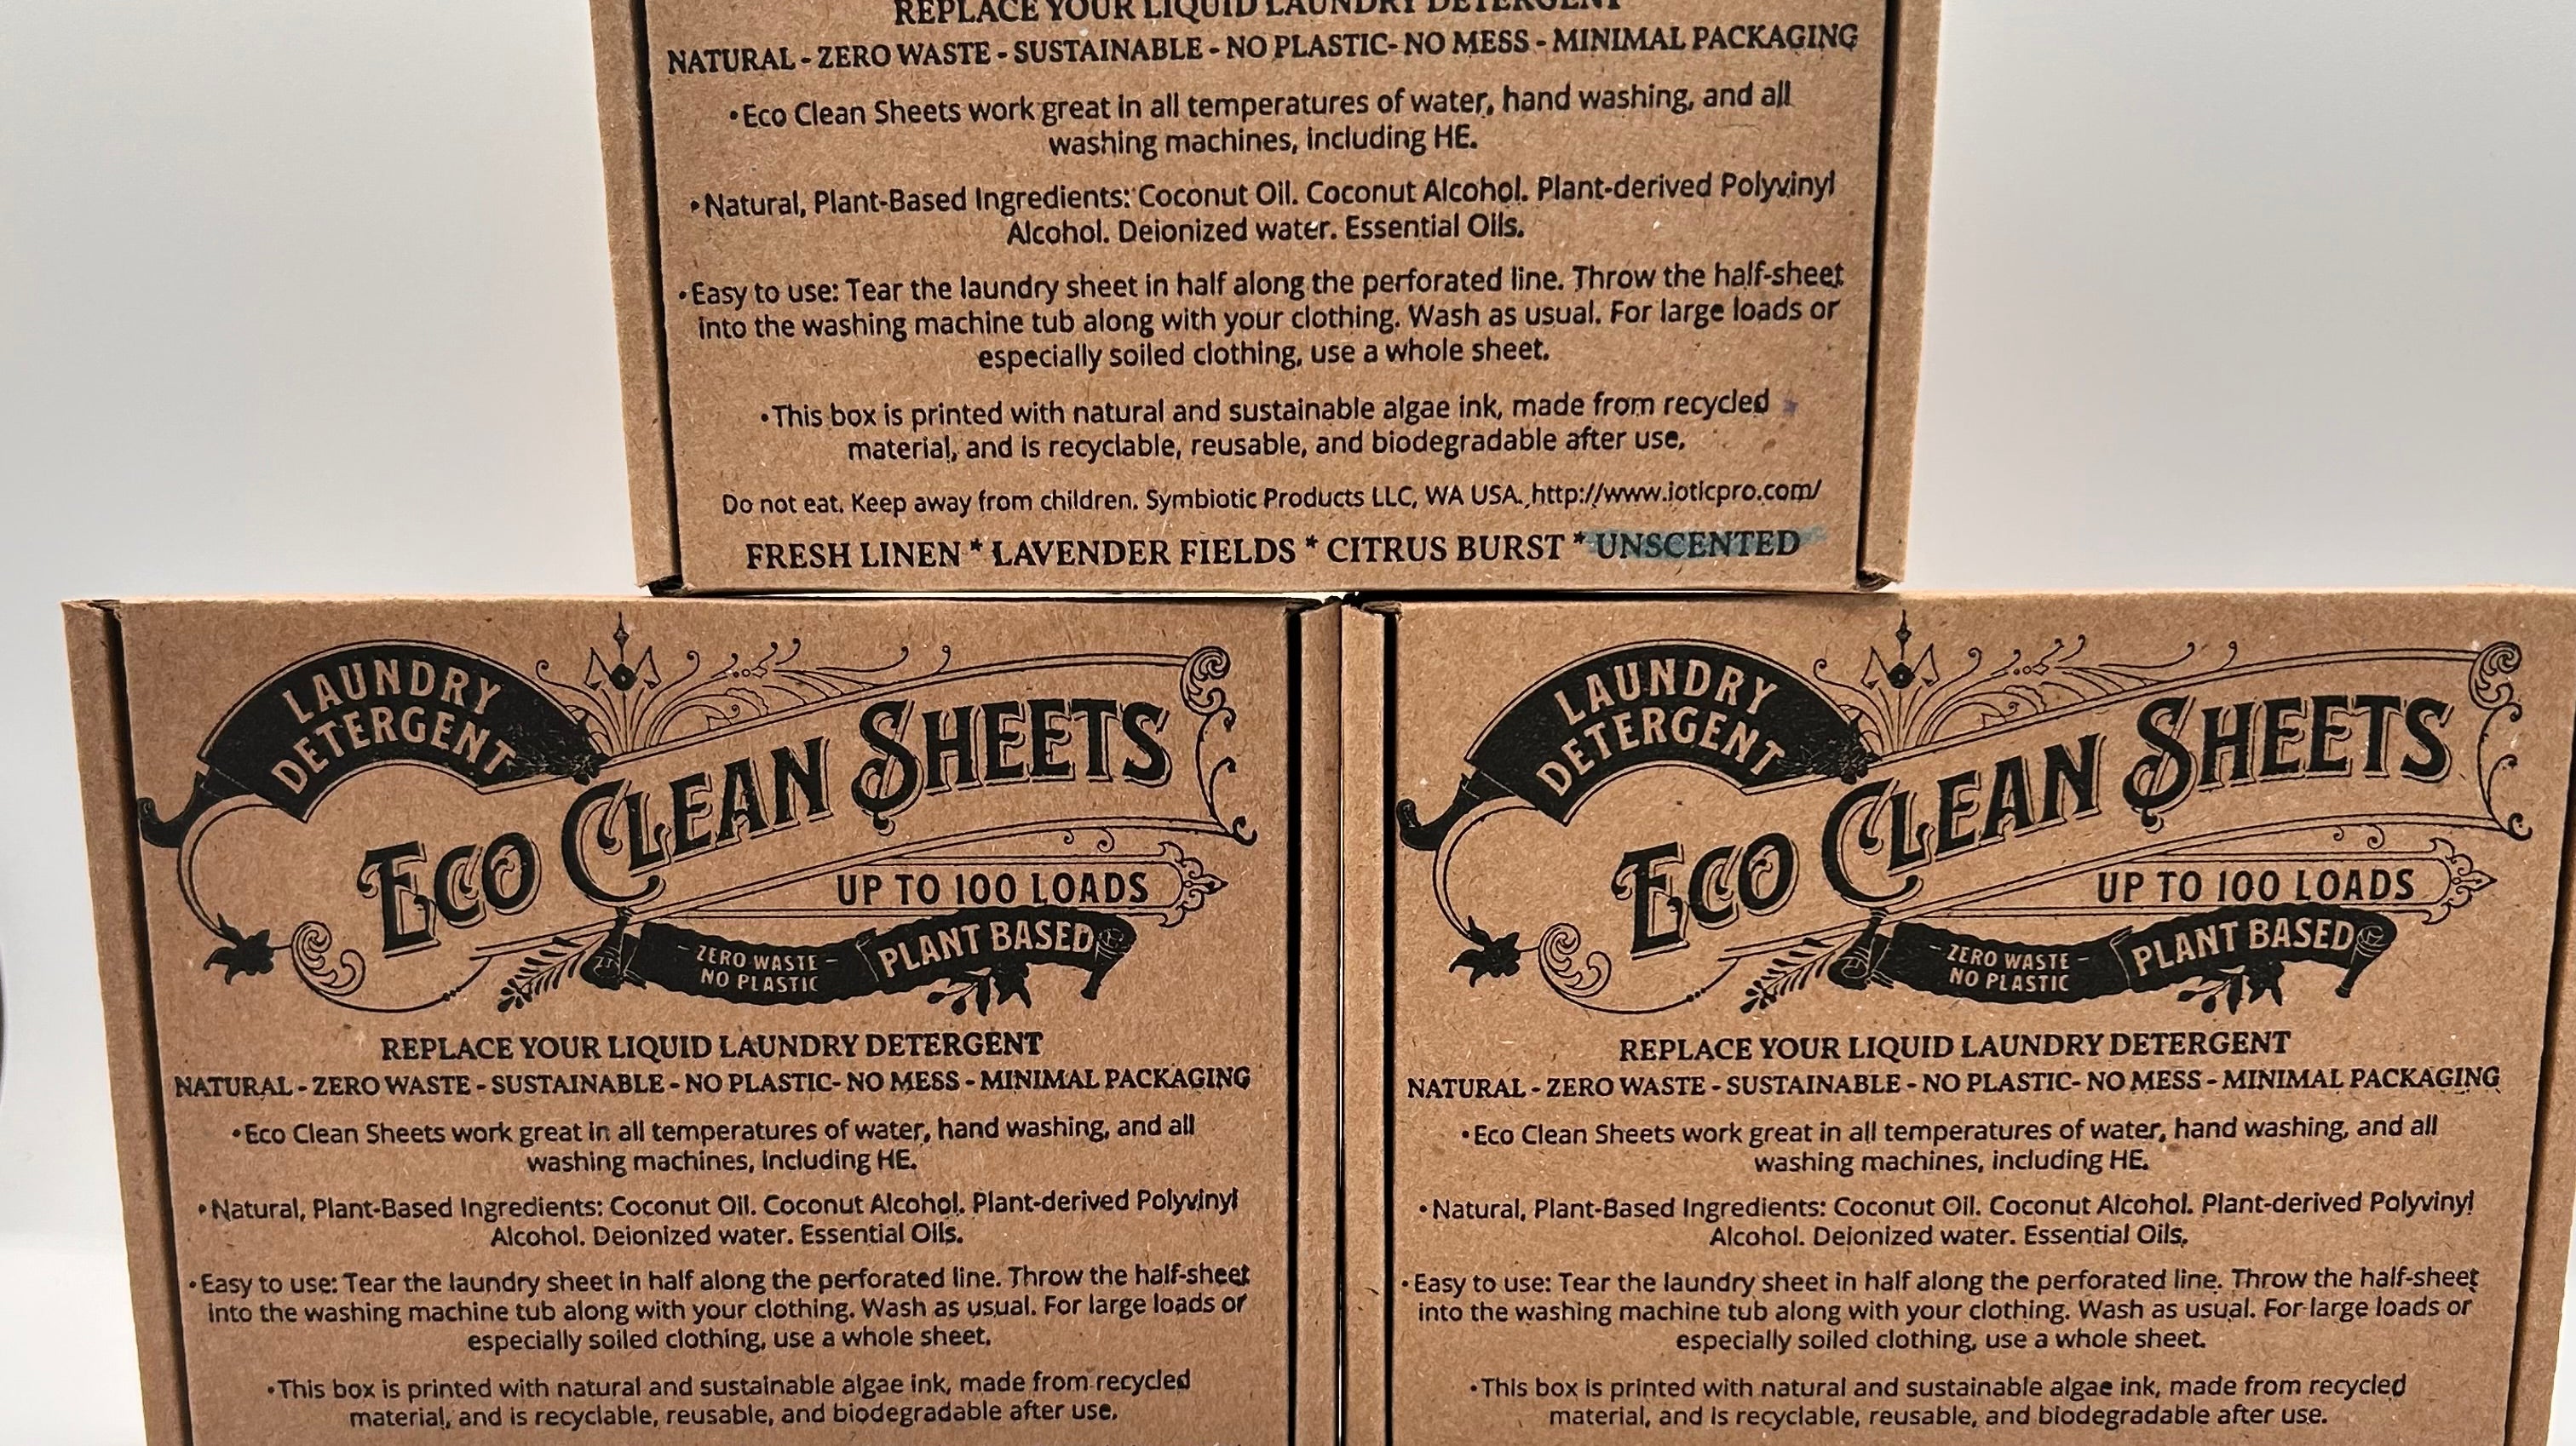 REPLACE YOUR LIQUID LAUNDRY DETERGENT
NATURAL - ZERO WASTE - SUSTAINABLE - NO PLASTIC- NO MESS - MINIMAL PACKAGING
•Eco Clean Sheets work great in all temperatures of water, hand washing, and all
washing machines, including HE.
•Natural, Plant-Based Ingredients: Coconut Oil. Coconut Alcohol. Plant-derived Polyvinyl
Alcohol. Deionized water. Essential Oils.
•Easy to use: Tear the laundry sheet in half along the perforated line. Throw the half-sheet
into the washing machine tub along with your clothing. Wash as usual. For large loads or
especially soiled clothing, use a whole sheet.
•This box is printed with natural and sustainable algae ink, made from recycled
material, and is recyclable, reusable, and biodegradable after use.
Do not eat. Keep away from children. Symbiotic Products LLC, WA USA. http://www.ioticpro.com/
FRESH LINEN * LAVENDER FIELDS * CITRUS BURST * UNSCENTED
LAUNDRY
DETERGENT
ECO CLEAN SHEETS
UP TO 100 LOADS
- ZERO WASTE -
NO PLASTIC
PLANT BASED
REPLACE YOUR LIQUID LAUNDRY DETERGENT
NATURAL - ZERO WASTE - SUSTAINABLE - NO PLASTIC- NO MESS - MINIMAL PACKAGING
•Eco Clean Sheets work great in all temperatures of water, hand washing, and all
washing machines, including HE.
•Natural, Plant-Based Ingredients: Coconut Oil. Coconut Alcohol. Plant-derived Polyvinyl
Alcohol. Deionized water. Essential Oils.
•Easy to use: Tear the laundry sheet in half along the perforated line. Throw the half-sheet
into the washing machine tub along with your clothing. Wash as usual. For large loads or
especially soiled clothing, use a whole sheet.
•This box is printed with natural and sustainable algae ink, made from recycled
material, and is recyclable, reusable, and biodegradable after use.
LAUNDRY
DETERGENT
ECO CLEAN SHEETS
UP TO 100 LOADS
- ZERO WASTE -
NO PLASTIC
PLANT BASED
REPLACE YOUR LIQUID LAUNDRY DETERGENT
NATURAL - ZERO WASTE - SUSTAINABLE - NO PLASTIC- NO MESS - MINIMAL PACKAGING
•Eco Clean Sheets work great in all temperatures of water, hand washing, and all
washing machines, including HE.
•Natural, Plant-Based Ingredients: Coconut Oil. Coconut Alcohol. Plant-derived Polyvinyl
Alcohol. Deionized water. Essential Oils.
•Easy to use: Tear the laundry sheet in half along the perforated line. Throw the half-sheet
into the washing machine tub along with your clothing. Wash as usual. For large loads or
especially soiled clothing, use a whole sheet.
•This box is printed with natural and sustainable algae ink, made from recycled
material, and is recyclable, reusable, and biodegradable after use.